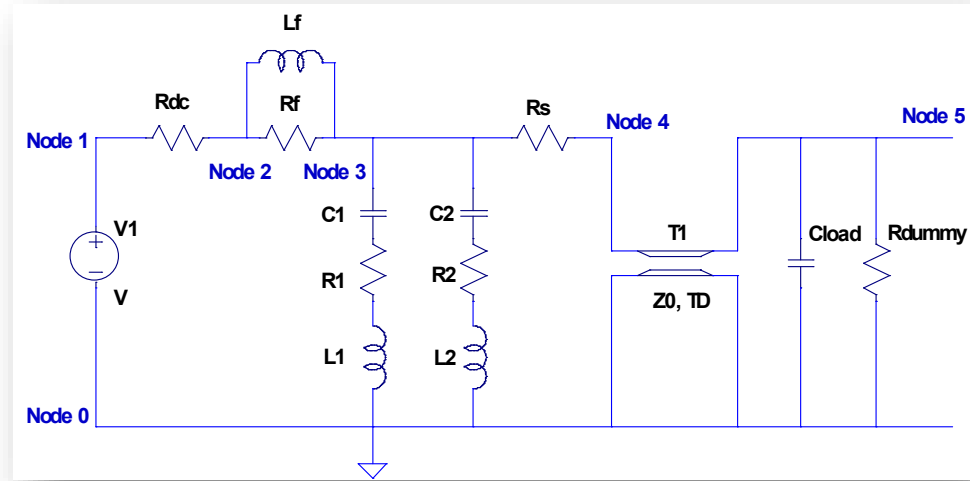 Lf
Rdc
Rf
Rs
Node 4
Node 5
Node 1
Node 2
Node 3
C1
C2
V1
+
–
T1
Cload
Rdummy
R1
R2
V
Z0, TD
L1
L2
Node 0